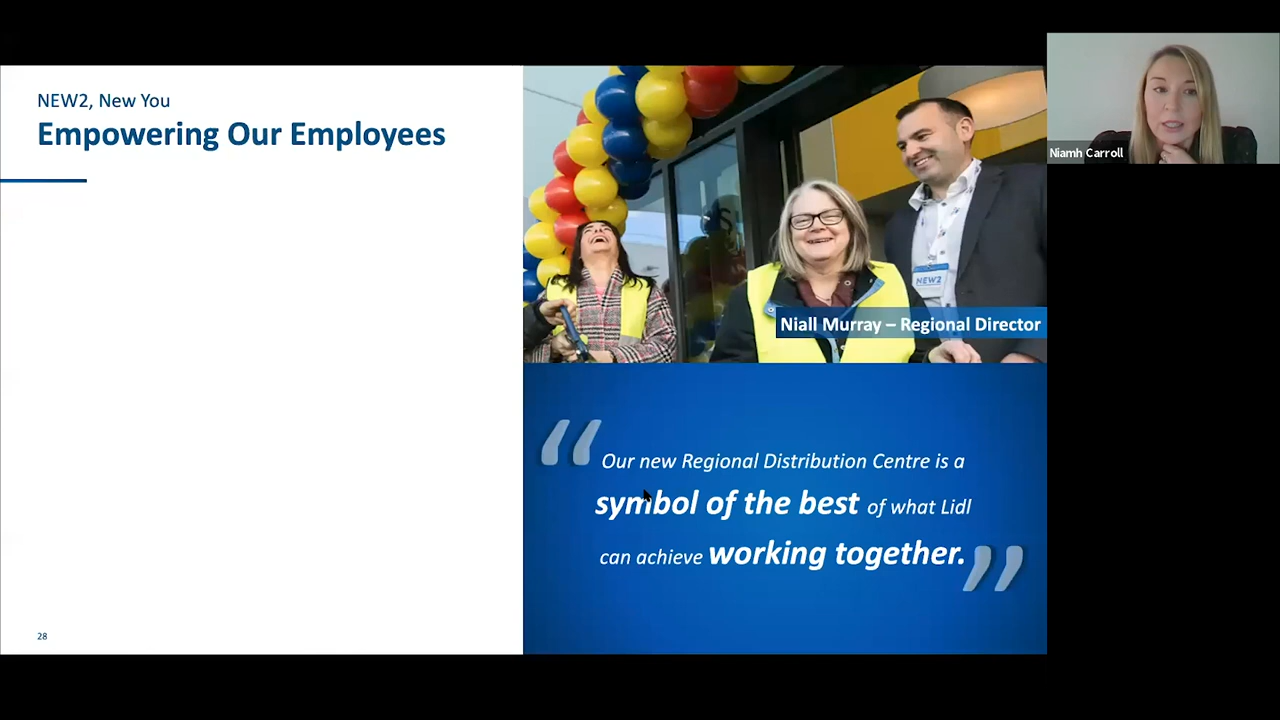 NEW2, New You
Empowering Our Employees
Niamh Carroll
NEW2
Niall Murray – Regional Director
“Our new Regional Distribution Centre is a
symbol of the best of what Lidl
can achieve working together.”
28